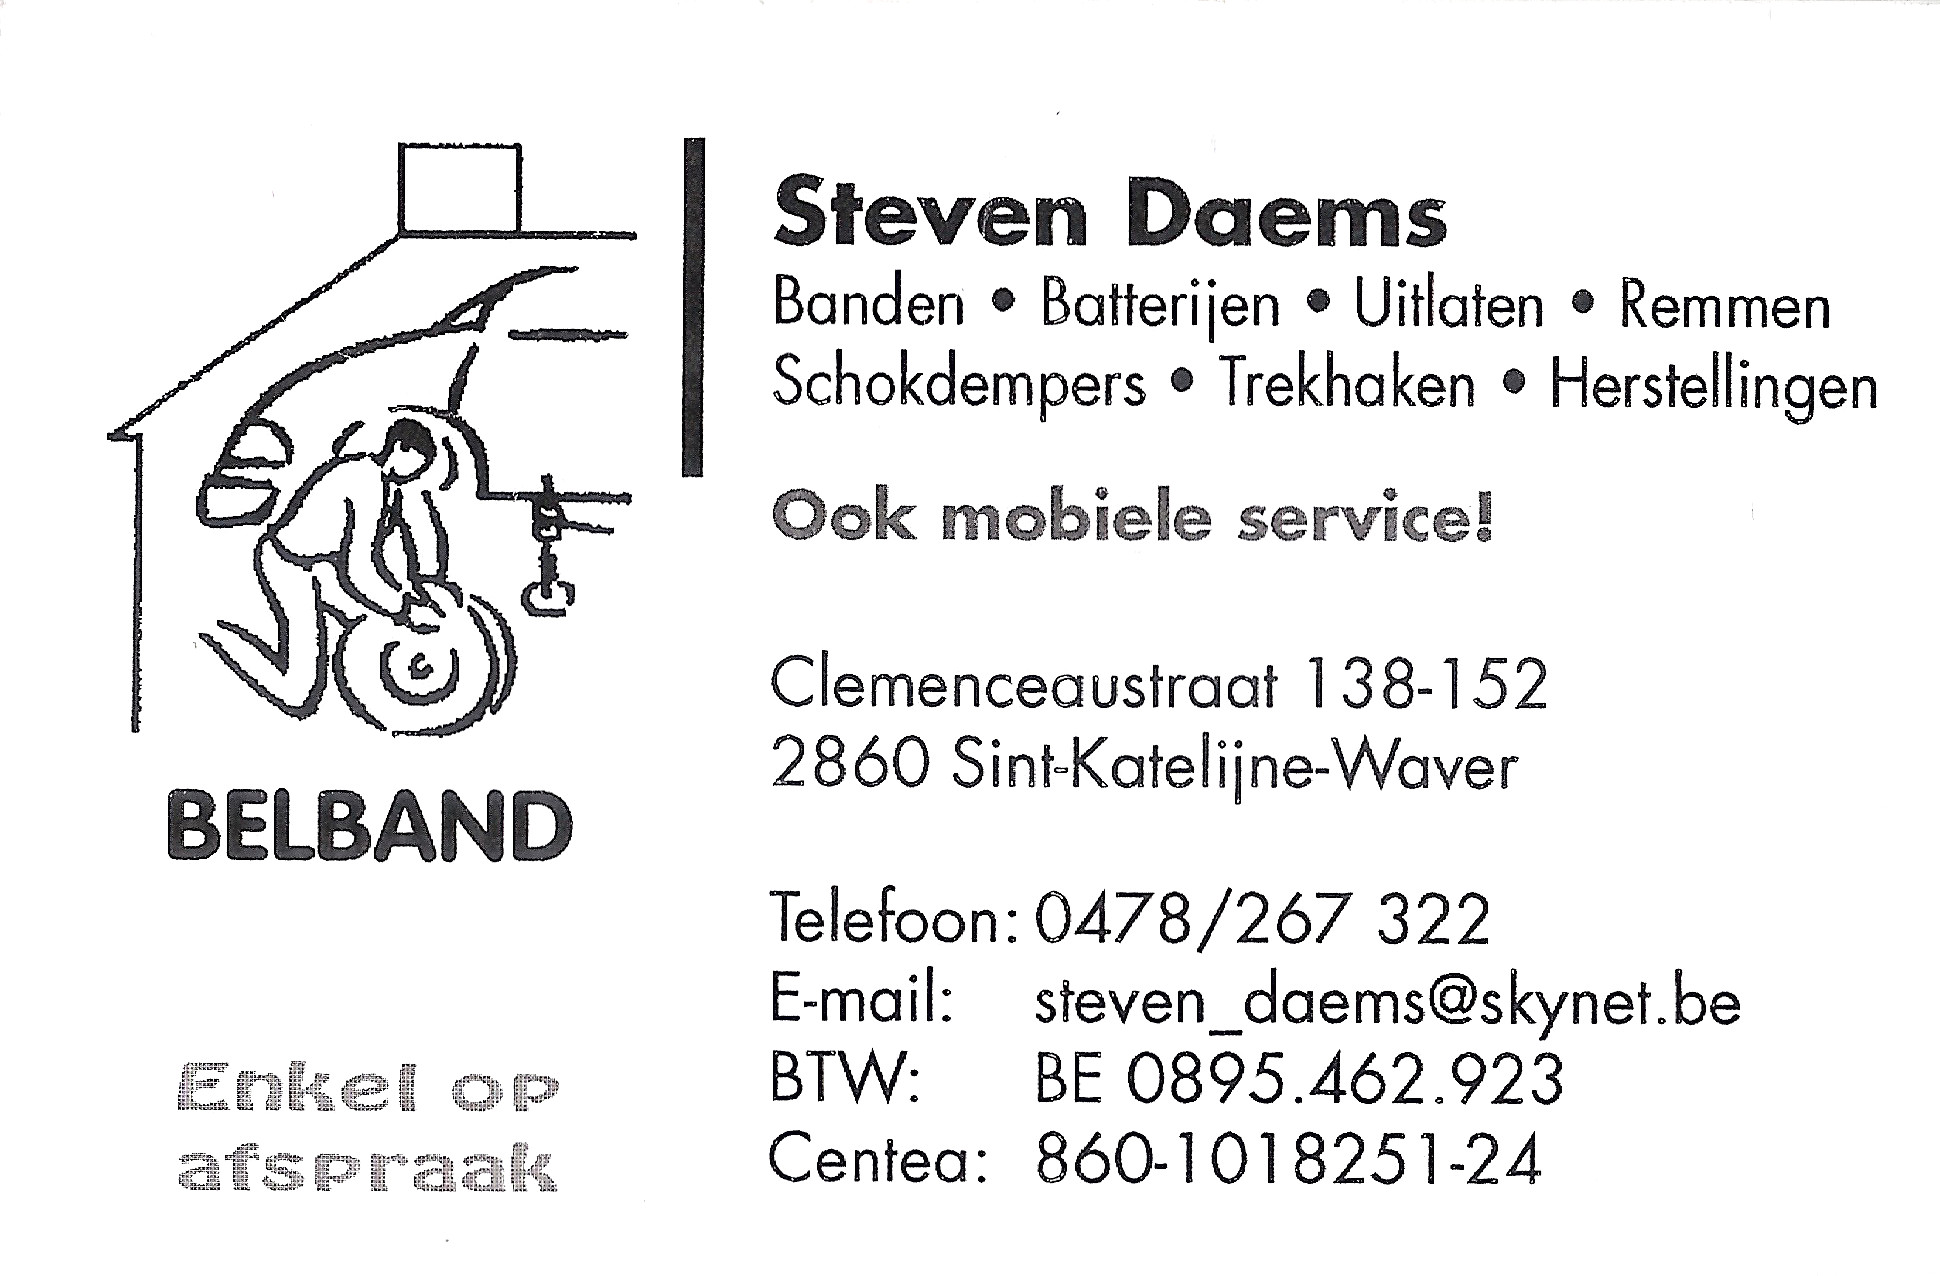 Steven Daems
Banden • Batterijen • Uitlaten • Remmen
Schokdempers • Trekhaken • Herstellingen
Ook mobiele service!
Clemenceaustraat 138-152
2860 Sint-Katelijne-Waver
BELBAND
Telefoon: 0478/267 322
E-mail: steven_daems@skynet.be
BTW: BE 0895.462.923
Centea: 860-1018251-24
Enkel op
afspraak